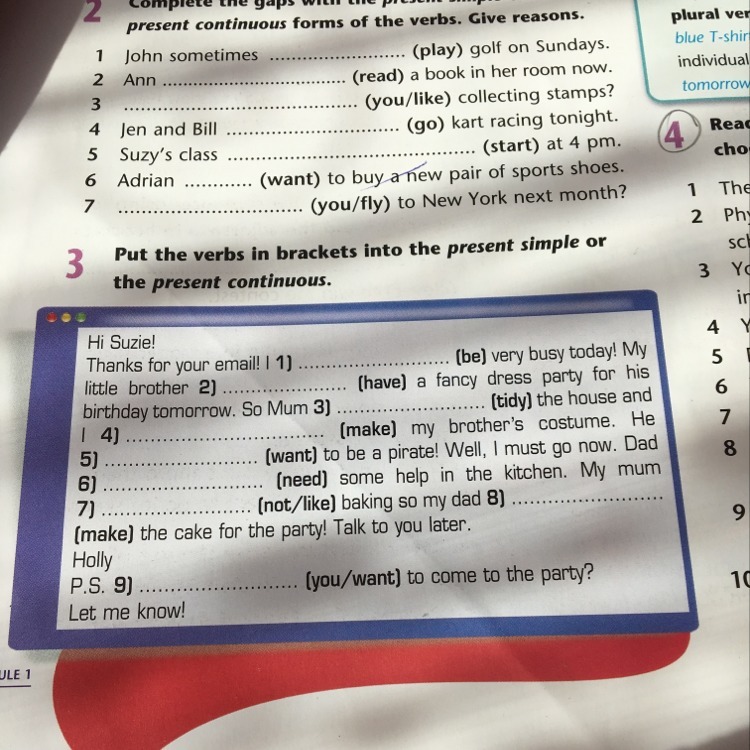 2 Complete the gaps with the present
present continuous forms of the verbs. Give reasons.
1 John sometimes .................................. (play) golf on Sundays.
2 Ann .............................................. (read) a book in her room now.
3 .......................................................... (you/like) collecting stamps?
4 Jen and Bill ........................................... (go) kart racing tonight.
5 Suzy's class .............................................................. (start) at 4 pm.
6 Adrian ................. (want) to buy a new pair of sports shoes.
7 .............................................. (you/fly) to New York next month?
3 Put the verbs in brackets into the present simple or
the present continuous.
Hi Suzie!
Thanks for your email! I 1) ...................................... (be) very busy today! My
little brother 2) ................................ (have) a fancy dress party for his
birthday tomorrow. So Mum 3) ...................................... (tidy) the house and
I 4) .................................................. (make) my brother's costume. He
5) ....................................... (want) to be a pirate! Well, I must go now. Dad
6) ........................................ (need) some help in the kitchen. My mum
7) ...................................... (not/like) baking so my dad 8) ......................................
(make) the cake for the party! Talk to you later.
Holly
P.S. 9) ........................................ (you/want) to come to the party?
Let me know!
ULE 1
plural
blue
individual
tomorrow
4 Read
1 The
2
3
4
5
6
7
8
9
10